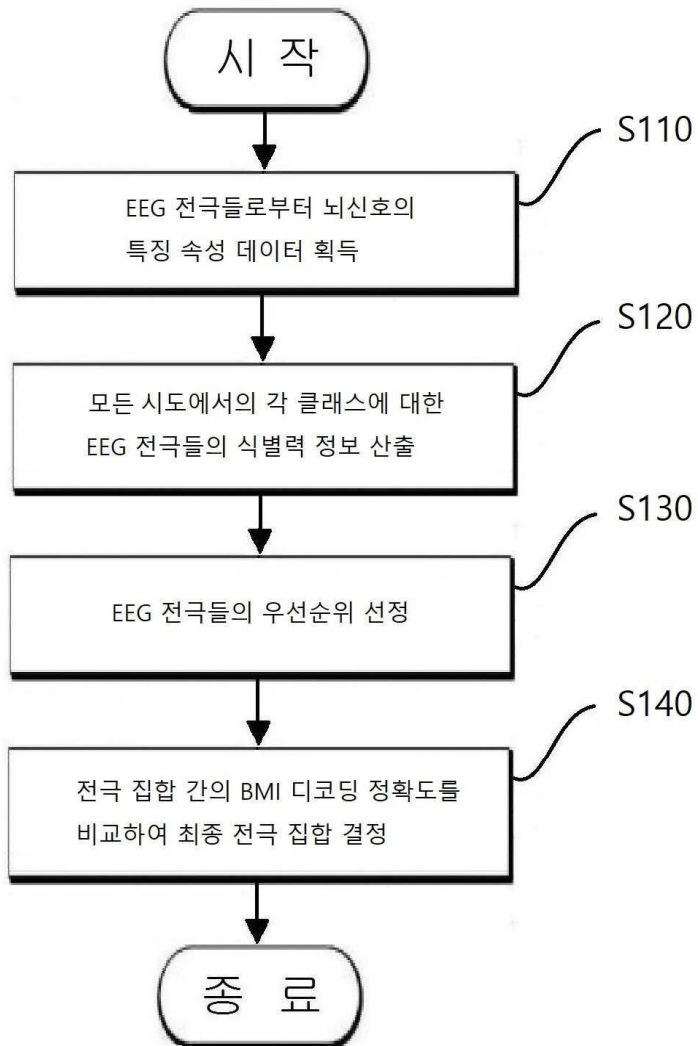 시 작
S110
EEG 전극들로부터 뇌신호의
특징 속성 데이터 획득
S120
모든 시도에서의 각 클래스에 대한
EEG 전극들의 식별력 정보 산출
S130
EEG 전극들의 우선순위 선정
S140
전극 집합 간의 BMI 디코딩 정확도를
비교하여 최종 전극 집합 결정
종 료